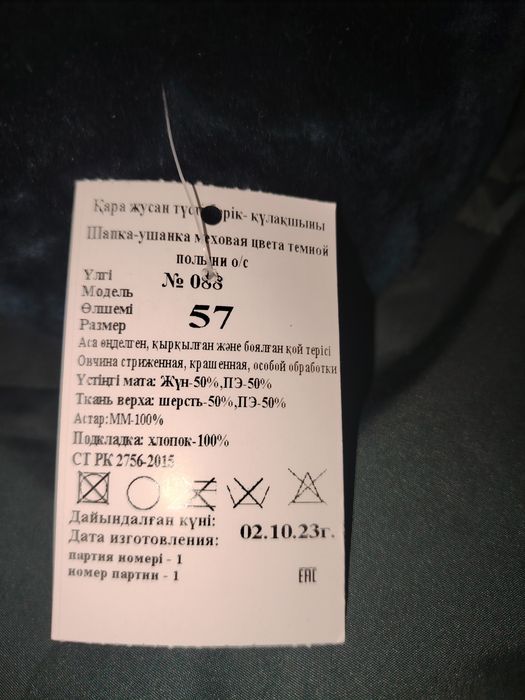 Қара жусан түсті терік- құлақшыны
Шапка-ушанка меховая цвета темной
полыни о/с
Үлгі
Модель
№ 088
Өлшемі
Размер
57
Аса өңделген, қырқылған және боялған қой терісі
Овчина стриженная, крашенная, особой обработки
Үстіңгі мата: Жүн-50%,ПЭ-50%
Ткань верха: шерсть-50%,ПЭ-50%
Астар:ММ-100%
Подкладка: хлопок-100%
СТ РК 2756-2015
Дайындалған күні:
Дата изготовления:
02.10.23г.
партия номері - 1
номер партии - 1
ЕАС